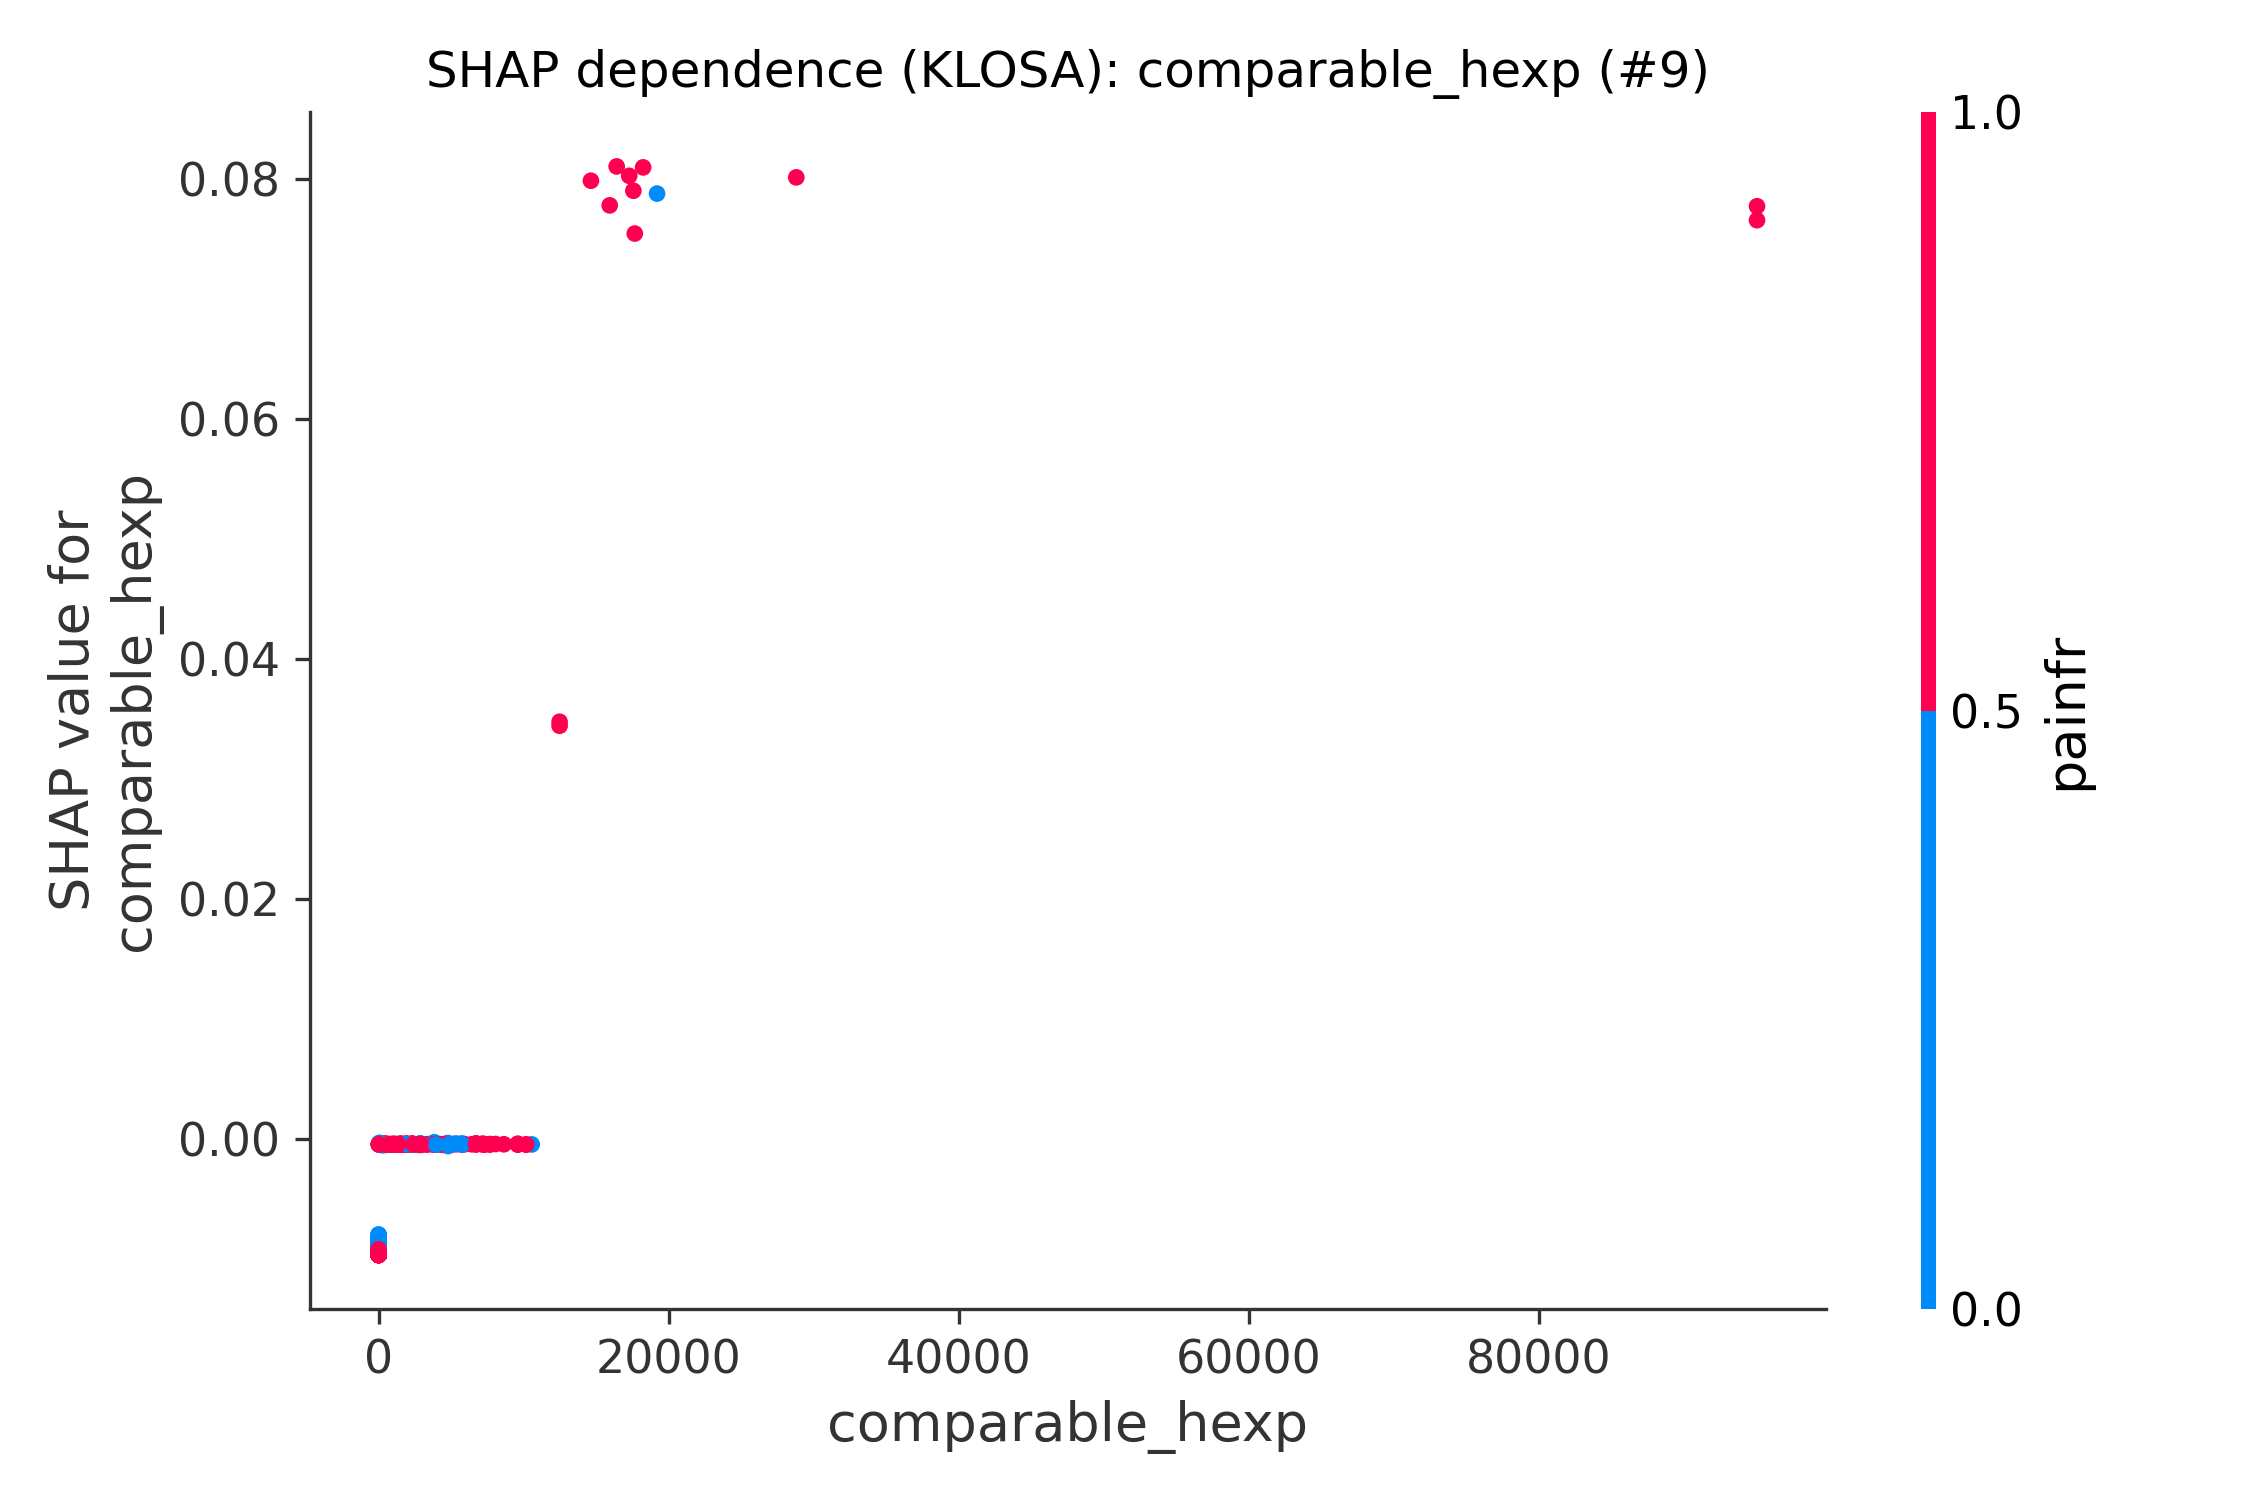 SHAP dependence (KLOSA): comparable_hexp (#9)
SHAP value for
comparable_hexp
0.08
0.06
0.04
0.02
0.00
0
20000
40000
60000
80000
comparable_hexp
1.0
0.5
0.0
painfr